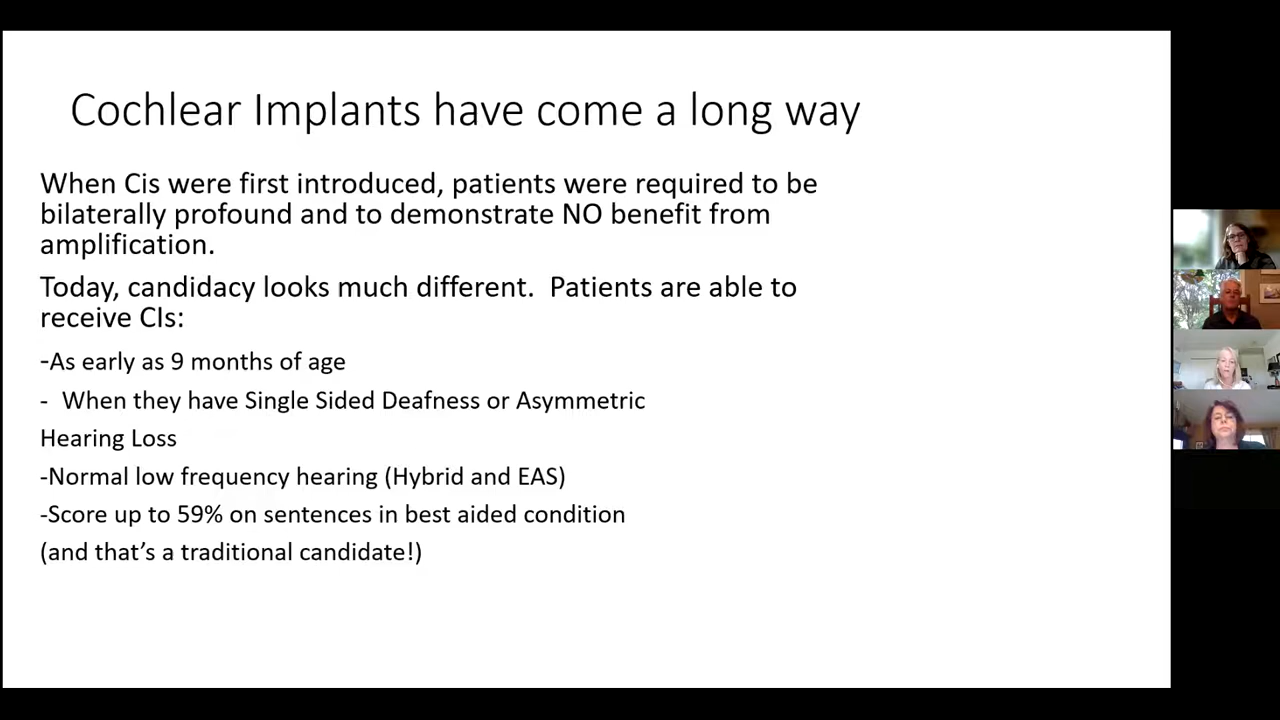 Cochlear Implants have come a long way
When Cis were first introduced, patients were required to be
bilaterally profound and to demonstrate NO benefit from
amplification.
Today, candidacy looks much different.  Patients are able to
receive CIs:
-As early as 9 months of age
-  When they have Single Sided Deafness or Asymmetric
Hearing Loss
-Normal low frequency hearing (Hybrid and EAS)
-Score up to 59% on sentences in best aided condition
(and that’s a traditional candidate!)